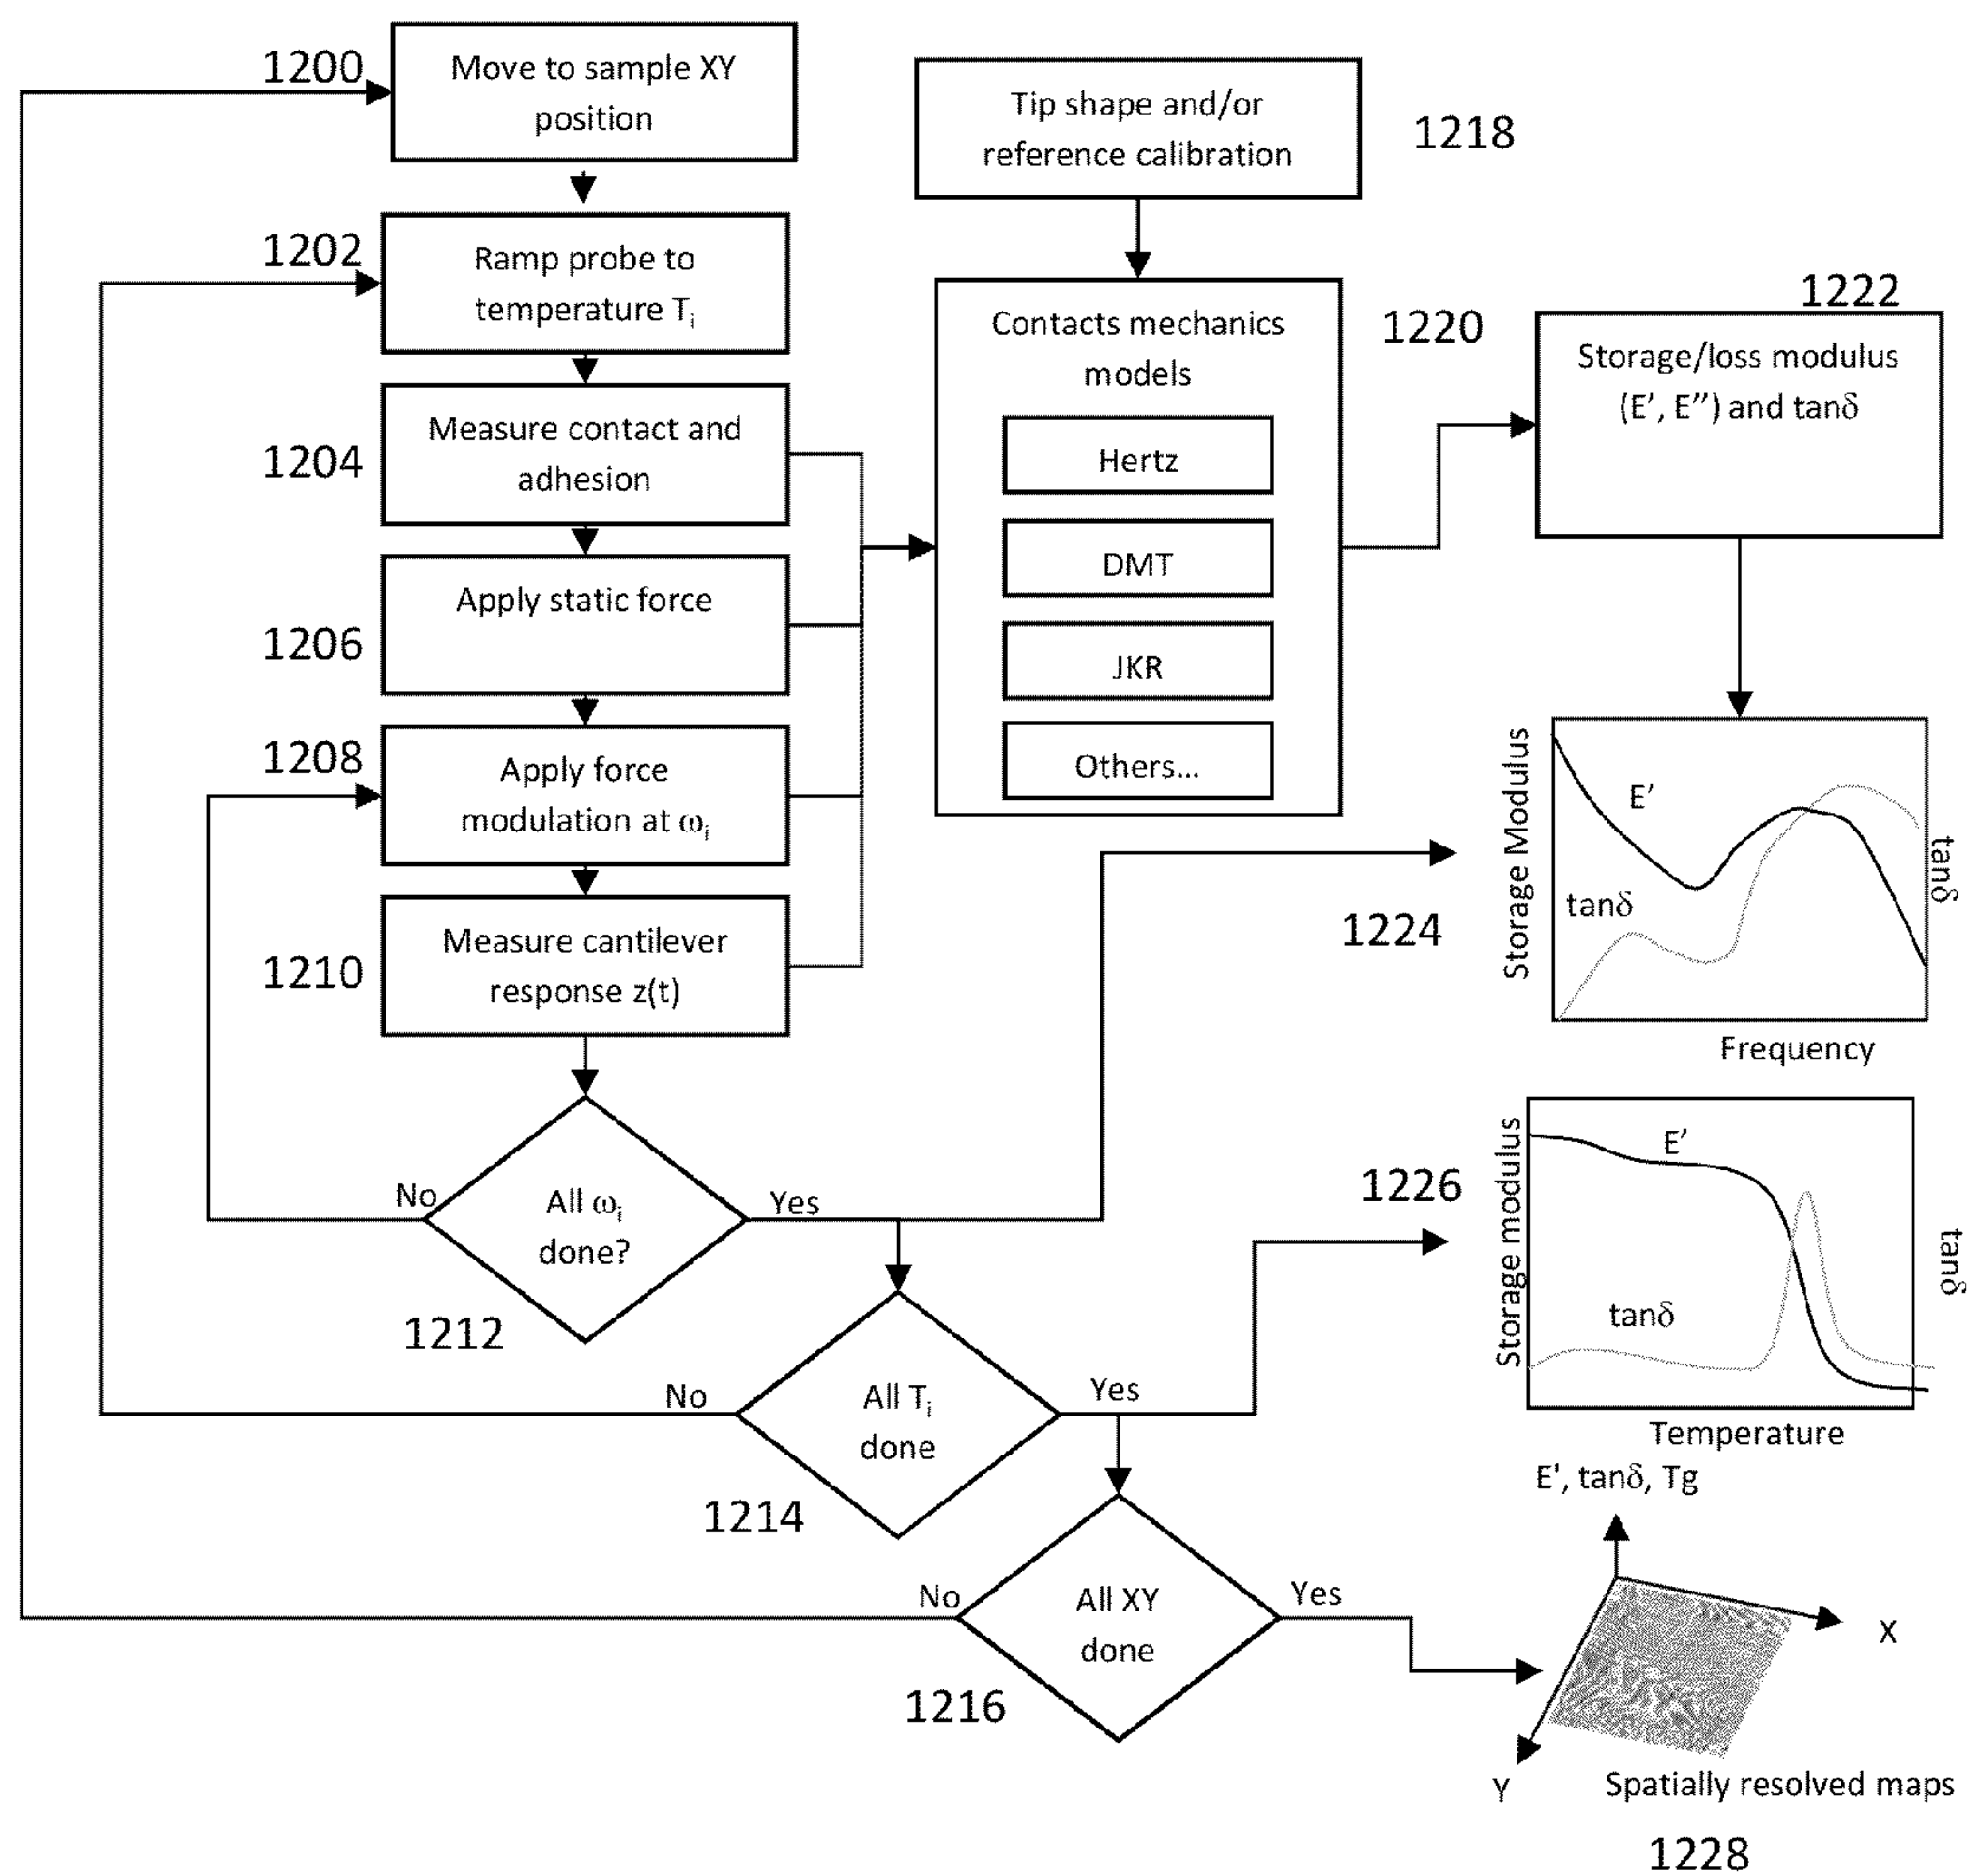 1200
Move to sample XY
position
1202
Ramp probe to
temperature Ti
1204
Measure contact and
adhesion
1206
Apply static force
1208
Apply force
modulation at ωi
1210
Measure cantilever
response z(t)
No
All ωi
done?
Yes
1212
No
All Ti
done
Yes
1214
No
All XY
done
Yes
1216
Tip shape and/or
reference calibration
1218
Contacts mechanics
models
Hertz
DMT
JKR
Others...
1220
1222
Storage/loss modulus
(E’, E’’) and tanδ
1224
Storage Modulus
E’
tanδ
tanδ
Frequency
1226
Storage modulus
E’
tanδ
tanδ
Temperature
E', tanδ, Tg
X
Y
Spatially resolved maps
1228